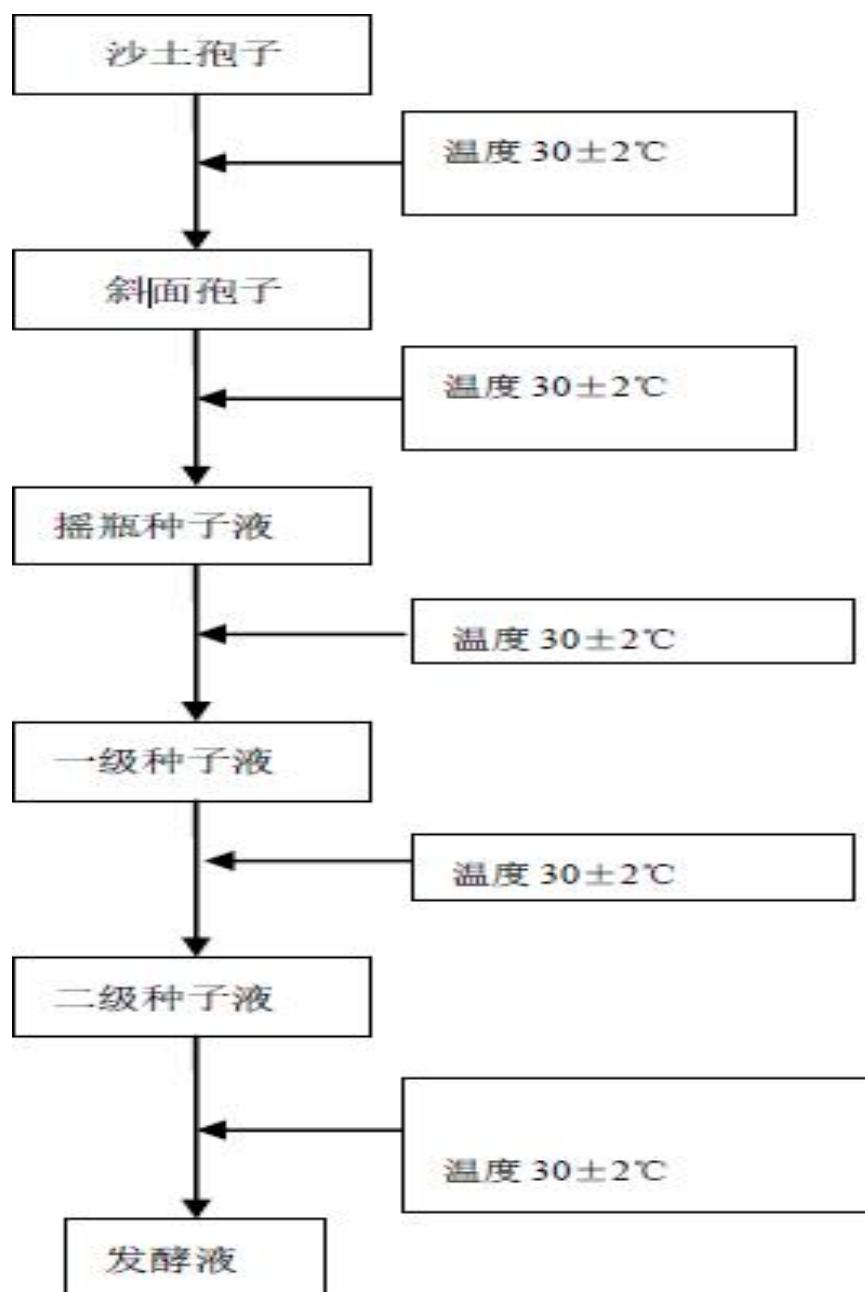 沙土孢子
温度 30±2℃
斜面孢子
温度 30±2℃
摇瓶种子液
温度 30±2℃
一级种子液
温度 30±2℃
二级种子液
温度 30±2℃
发酵液